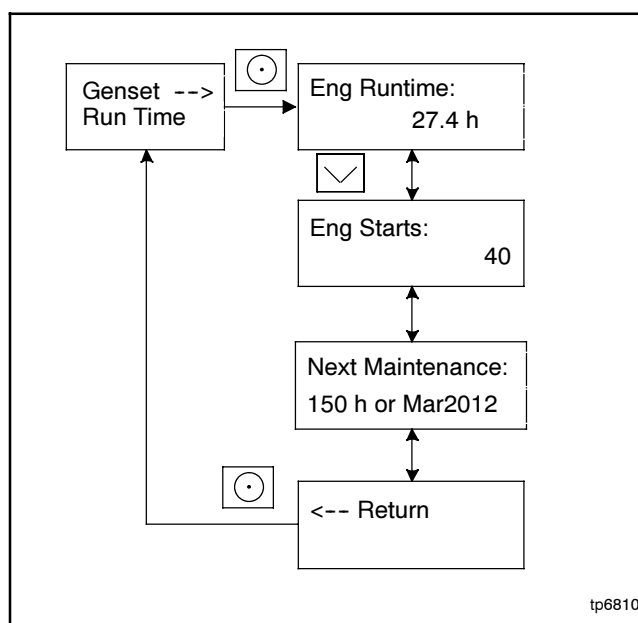 Genset -->
Run Time
Eng Runtime:
27.4 h
Eng Starts:
40
Next Maintenance:
150 h or Mar2012
<-- Return
tp6810